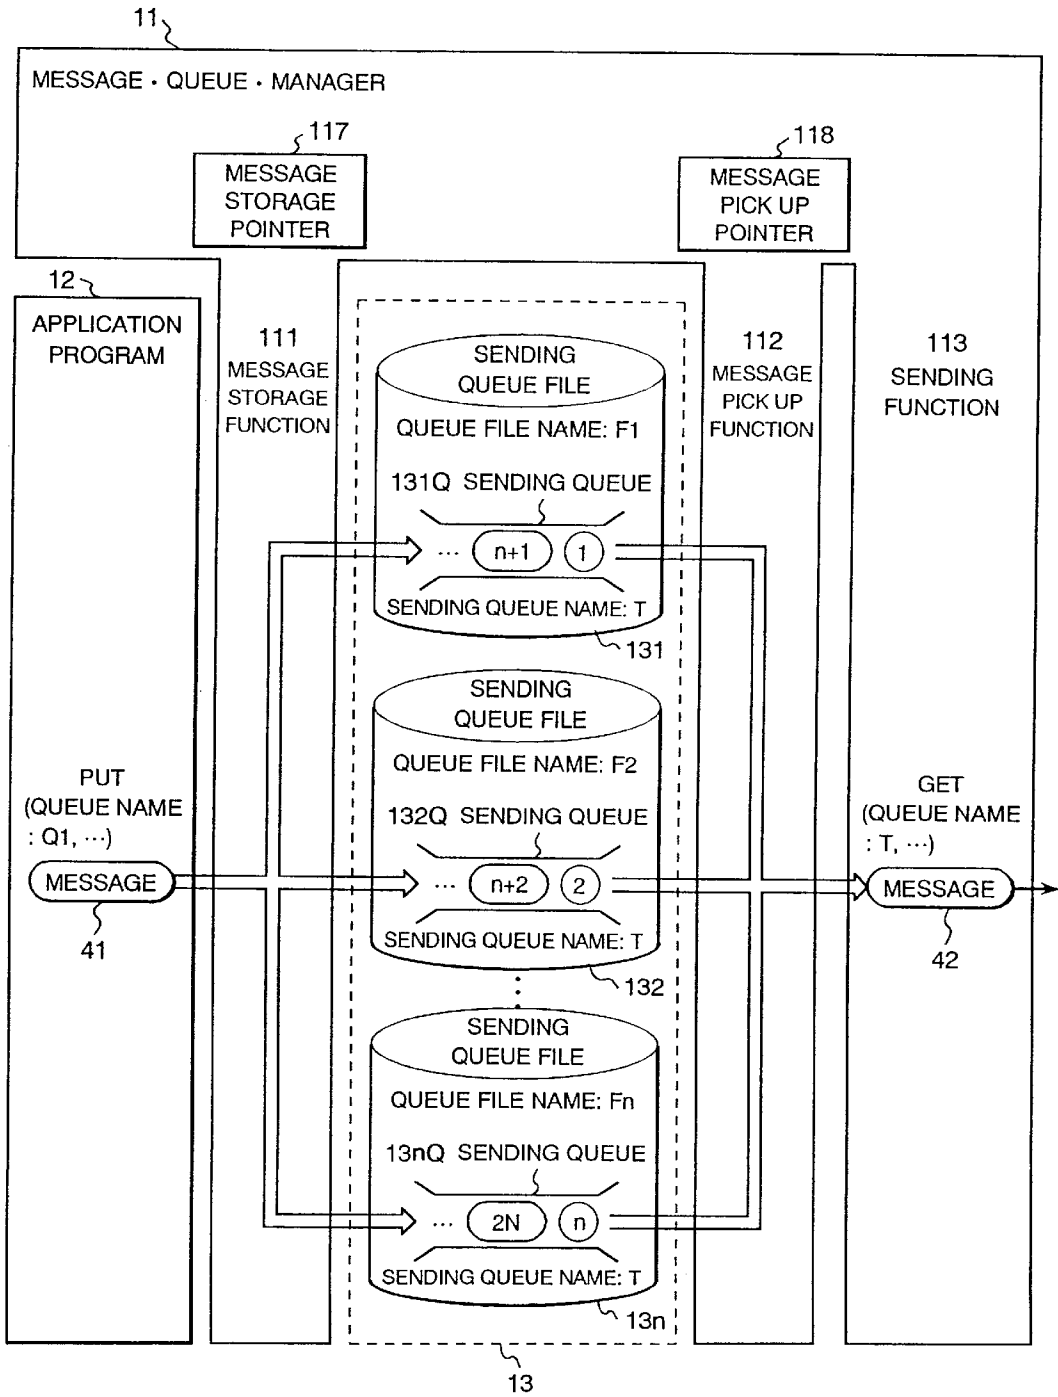 11
MESSAGE · QUEUE · MANAGER
117
MESSAGE
STORAGE
POINTER
118
MESSAGE
PICK UP
POINTER
12
APPLICATION
PROGRAM
111
MESSAGE
STORAGE
FUNCTION
112
MESSAGE
PICK UP
FUNCTION
113
SENDING
FUNCTION
SENDING
QUEUE FILE
QUEUE FILE NAME: F1
131Q SENDING QUEUE
... n+1 1
SENDING QUEUE NAME: T
131
SENDING
QUEUE FILE
QUEUE FILE NAME: F2
132Q SENDING QUEUE
... n+2 2
SENDING QUEUE NAME: T
132
PUT
(QUEUE NAME
: Q1, ···)
MESSAGE
41
GET
(QUEUE NAME
: T, ···)
MESSAGE
42
SENDING
QUEUE FILE
QUEUE FILE NAME: Fn
13nQ SENDING QUEUE
... 2N n
SENDING QUEUE NAME: T
13n
13